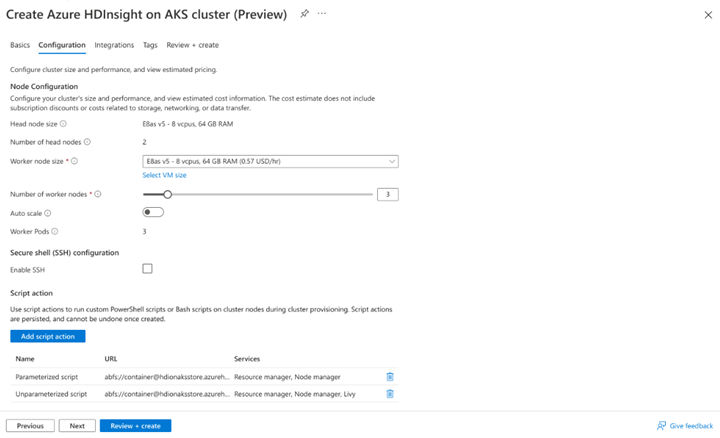 Create Azure HDInsight on AKS cluster (Preview)
Basics Configuration Integrations Tags Review + create
Configure cluster size and performance, and view estimated pricing.
Node Configuration
Configure your cluster's size and performance, and view estimated cost information. The cost estimate does not include
subscription discounts or costs related to storage, networking, or data transfer.
Head node size E8as v5 - 8 vcpus, 64 GB RAM
Number of head nodes 2
Worker node size * E8as v5 - 8 vcpus, 64 GB RAM (0.57 USD/hr)
Select VM size
Number of worker nodes * 3
Auto scale
Worker Pods 3
Secure shell (SSH) configuration
Enable SSH
Script action
Use script actions to run custom PowerShell scripts or Bash scripts on cluster nodes during cluster provisioning. Script actions
are persisted, and cannot be undone once created.
Add script action
Name URL Services
Parameterized script abfs://container@hdionaksstore.azureh... Resource manager, Node manager
Unparameterized script abfs://container@hdionaksstore.azureh... Resource manager, Node manager, Livy
Previous Next Review + create Give feedback